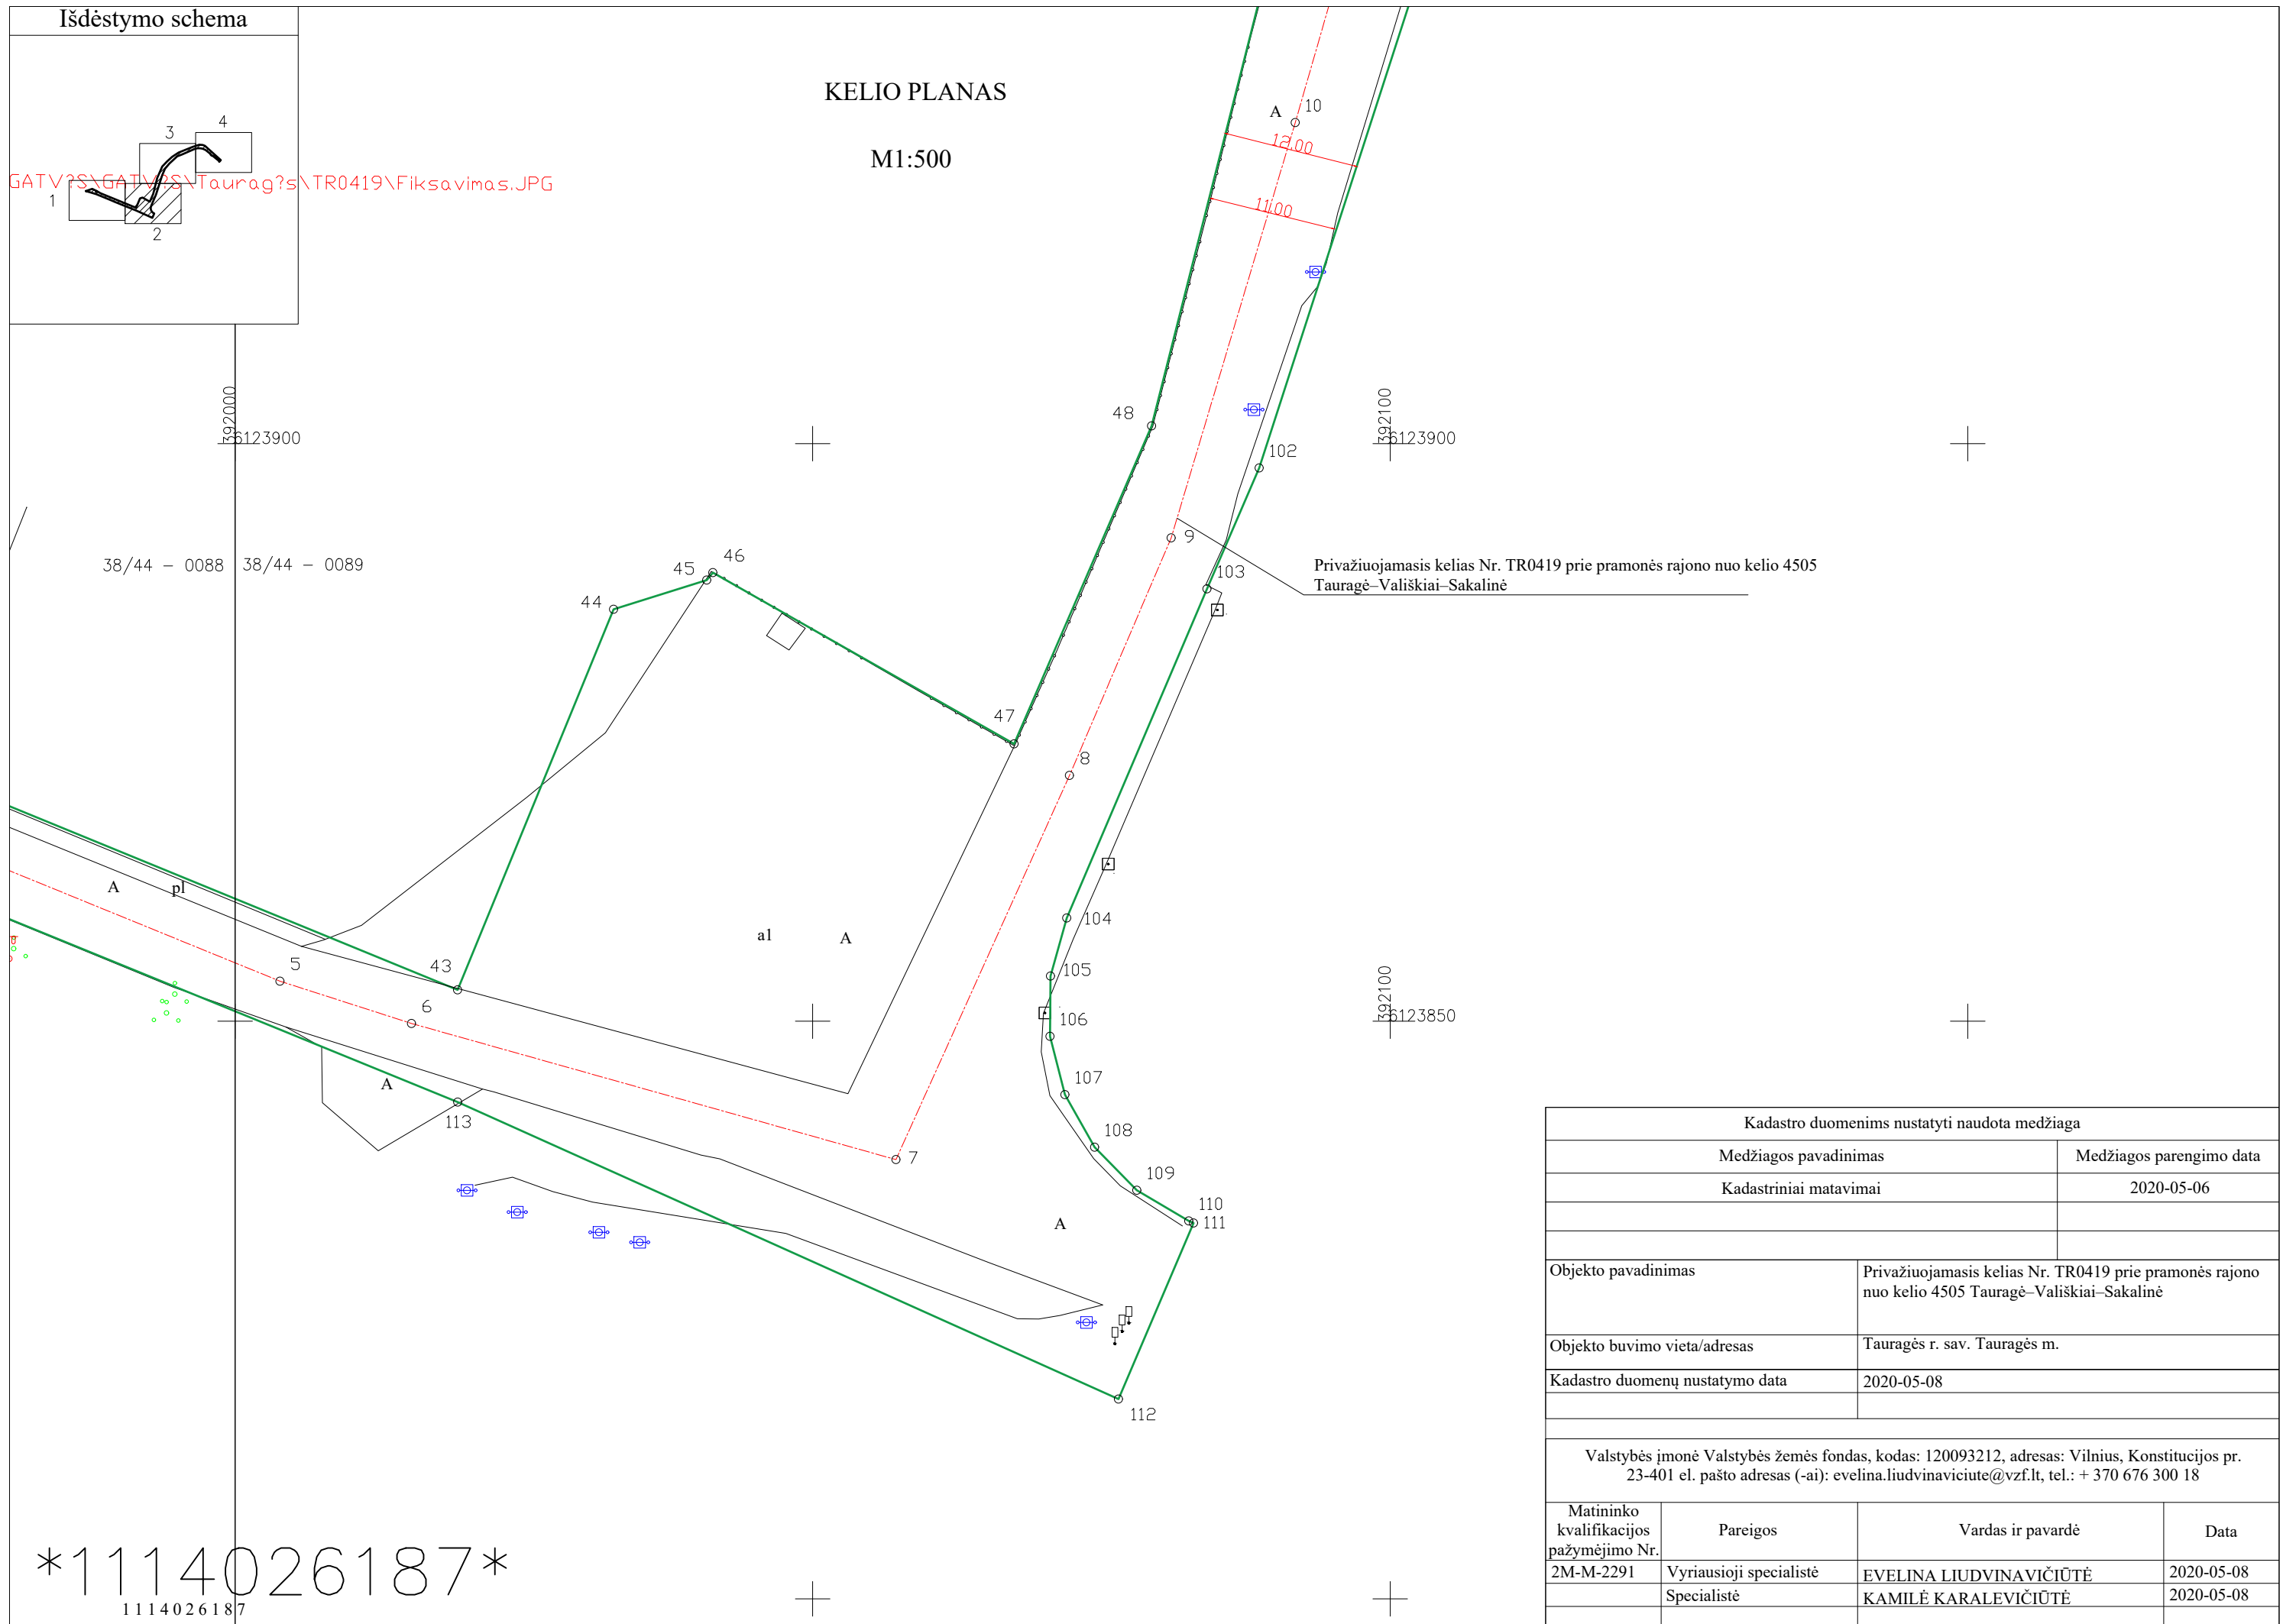 Išdėstymo schema
3
4
GATV?S\GATV?S\Taurag?s\TR0419\Fiksavimas.JPG
1
2
KELIO PLANAS
M1:500
A
10
12.00
11.00
48
392000
6123900
392100
6123900
102
9
38/44 - 0088
38/44 - 0089
46
45
44
103
Privažiuojamasis kelias Nr. TR0419 prie pramonės rajono nuo kelio 4505
Tauragė–Vališkiai–Sakalinė
47
8
A
pl
104
al
A
5
43
105
6
106
392100
6123850
A
107
113
108
7
109
110
111
A
112
Kadastro duomenims nustatyti naudota medžiaga
Medžiagos pavadinimas
Medžiagos parengimo data
Kadastriniai matavimai
2020-05-06
Objekto pavadinimas
Privažiuojamasis kelias Nr. TR0419 prie pramonės rajono
nuo kelio 4505 Tauragė–Vališkiai–Sakalinė
Objekto buvimo vieta/adresas
Tauragės r. sav. Tauragės m.
Kadastro duomenų nustatymo data
2020-05-08
Valstybės įmonė Valstybės žemės fondas, kodas: 120093212, adresas: Vilnius, Konstitucijos pr.
23-401 el. pašto adresas (-ai): evelina.liudvinaviciute@vzf.lt, tel.: + 370 676 300 18
Matininko
kvalifikacijos
pažymėjimo Nr.
Pareigos
Vardas ir pavardė
Data
2M-M-2291
Vyriausioji specialistė
EVELINA LIUDVINAVIČIŪTĖ
2020-05-08
Specialistė
KAMILĖ KARALEVIČIŪTĖ
2020-05-08
*1114026187*
1114026187